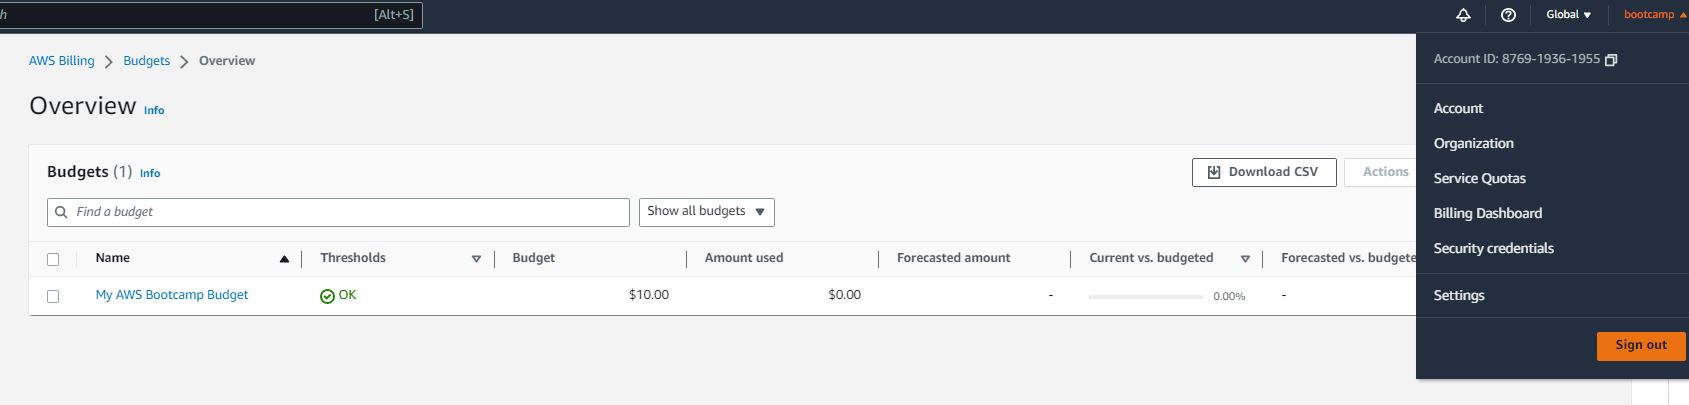 h [Alt+S] Global bootcamp
Account ID: 8769-1936-1955
AWS Billing Budgets Overview
Overview Info
Account
Organization
Budgets (1) Info Download CSV Actions
Service Quotas
Find a budget Show all budgets
Billing Dashboard
Security credentials
Name Thresholds Budget Amount used Forecasted amount Current vs. budgeted Forecasted vs. budgete
My AWS Bootcamp Budget OK $10.00 $0.00 - 0.00% -
Settings
Sign out